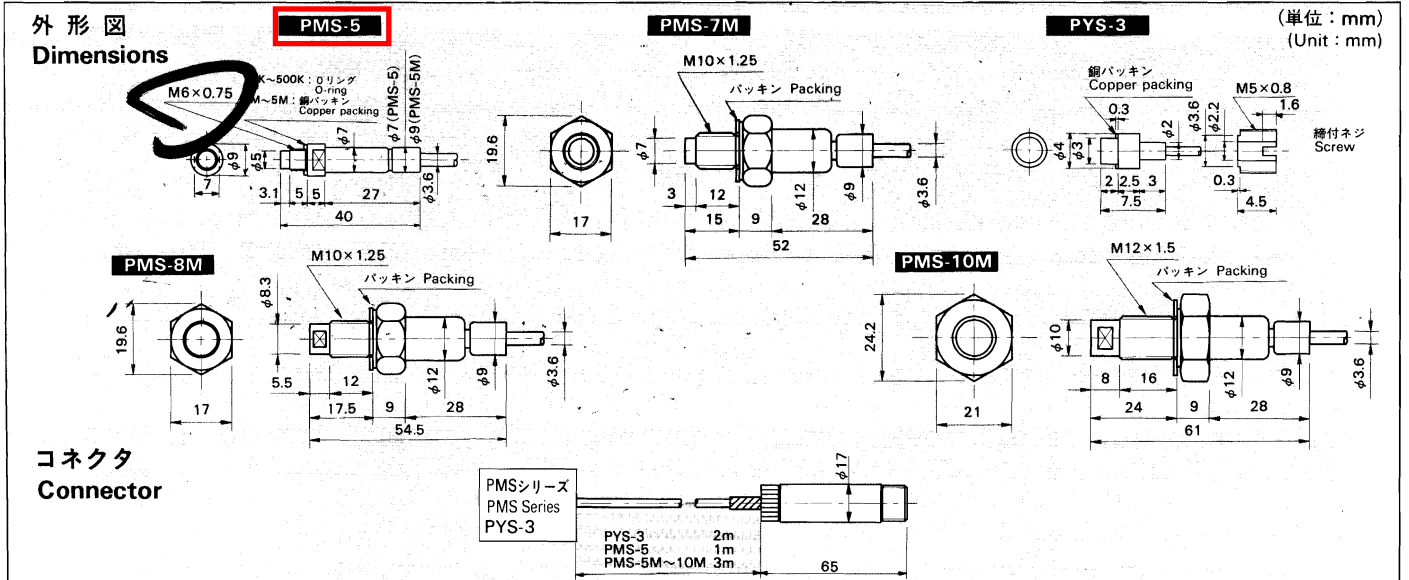 外 形 図
Dimensions
(単位：mm)
(Unit：mm)
PMS-5
K〜500K：Oリング
O-ring
M〜5M：銅パッキン
Copper packing
M6×0.75
φ7(PMS-5)
φ9(PMS-5M)
φ9
φ5
φ7
φ3.6
7
3.1
5
5
27
40
PMS-7M
M10×1.25
パッキン Packing
19.6
φ7
φ12
φ9
φ3.6
3
12
15
9
28
52
17
PYS-3
銅パッキン
Copper packing
0.3
φ4
φ3
φ2
φ3.6
φ2.2
M5×0.8
1.6
締付ネジ
Screw
2
2.5
3
7.5
0.3
4.5
PMS-8M
M10×1.25
パッキン Packing
19.6
φ8.3
φ12
φ9
φ3.6
5.5
12
17.5
9
28
54.5
17
PMS-10M
M12×1.5
パッキン Packing
24.2
φ10
φ12
φ9
φ3.6
8
16
24
9
28
61
21
コネクタ
Connector
PMSシリーズ
PMS Series
PYS-3
φ17
PYS-3 2m
PMS-5 1m
PMS-5M〜10M 3m
65